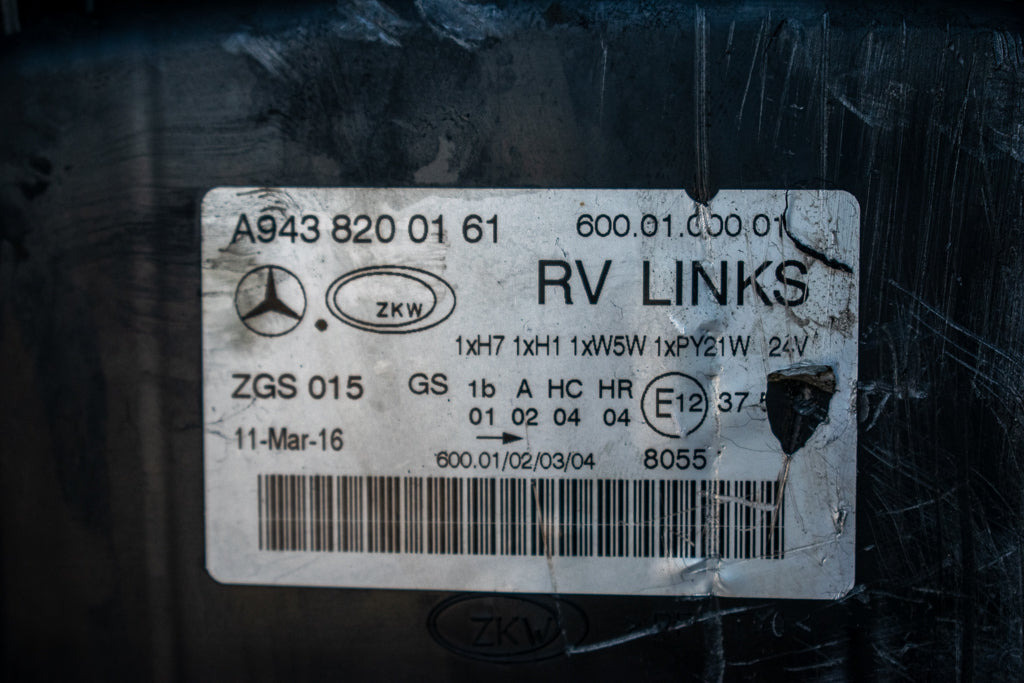 A943 820 01 61 600.01.000 01
RV LINKS
ZKW
1xH7 1xH1 1xW5W 1xPY21W 24V
ZGS 015 GS 1b A HC HR E12 37
01 02 04 04
11-Mar-16
600.01/02/03/04 8055
ZKW